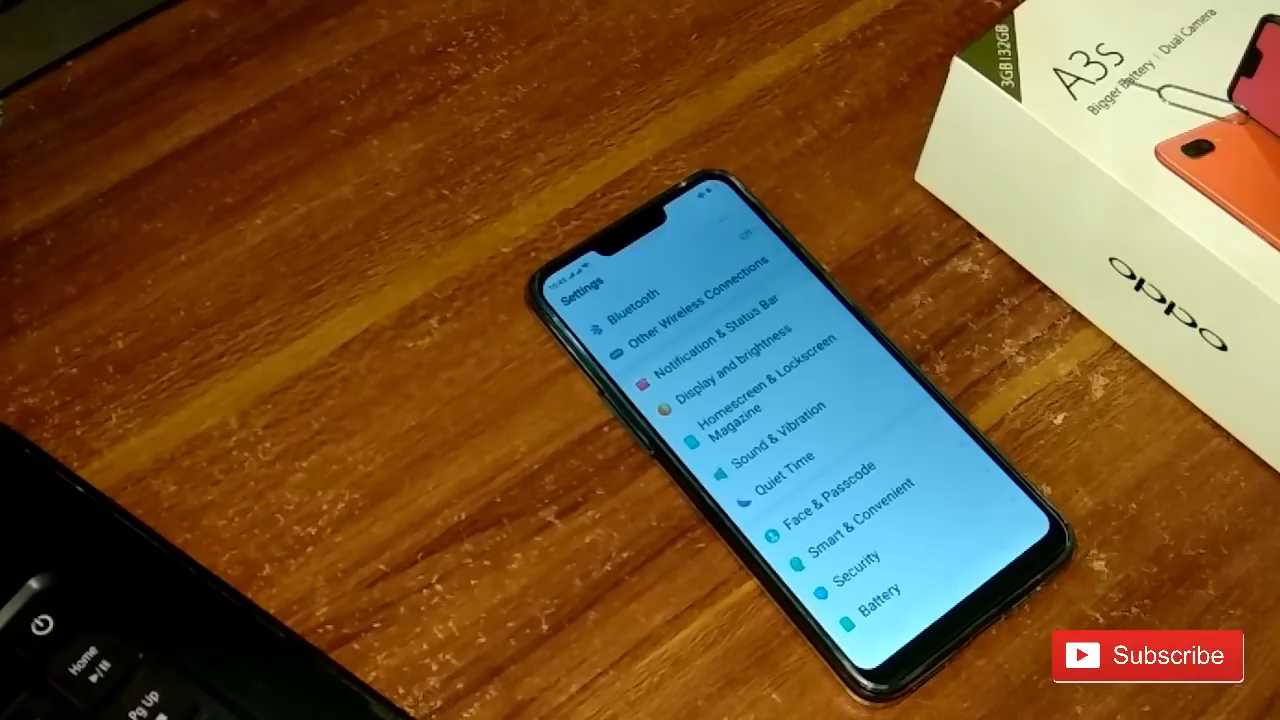 3GB|32GB
A3s
Bigger Battery | Dual Camera
oppo
Settings
Bluetooth
Off
Other Wireless Connections
Notification & Status Bar
Display and brightness
Homescreen & Lockscreen
Magazine
Sound & Vibration
Quiet Time
Face & Passcode
Smart & Convenient
Security
Battery
Home
Pg Up
Subscribe